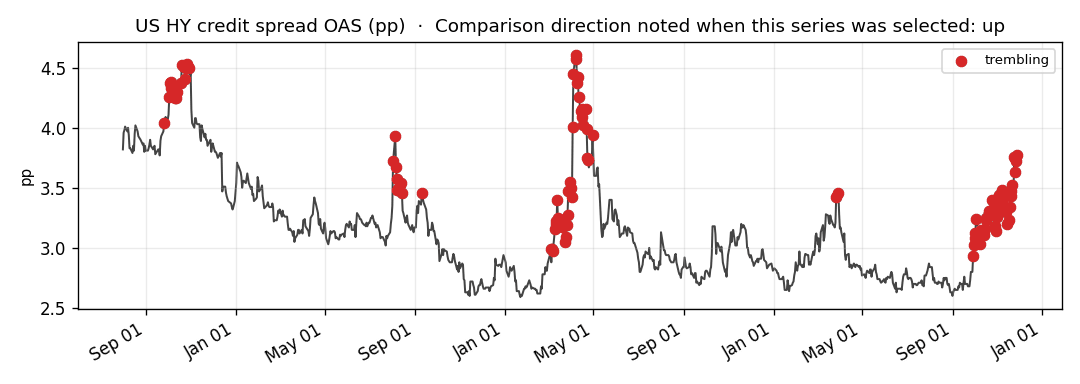 US HY credit spread OAS (pp)  ·  Comparison direction noted when this series was selected: up
trembling
pp
4.5
4.0
3.5
3.0
2.5
Sep 01
Jan 01
May 01
Sep 01
Jan 01
May 01
Sep 01
Jan 01
May 01
Sep 01
Jan 01